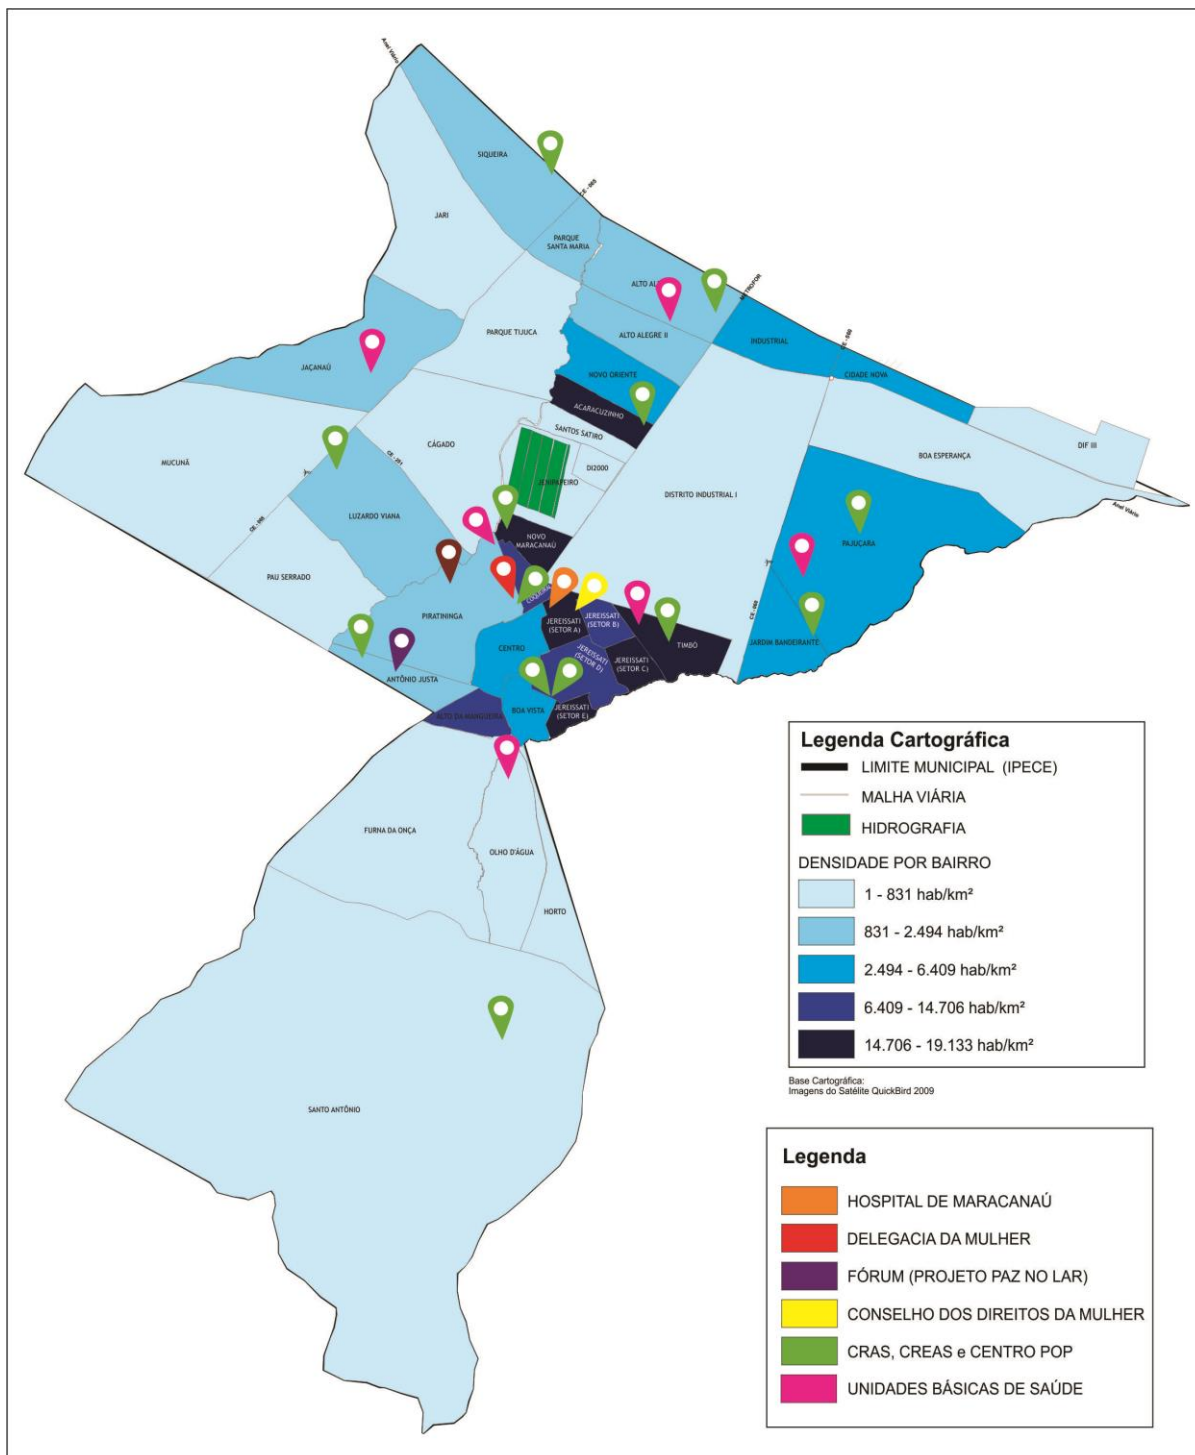 Anel Viário
SIQUEIRA
CE - 065
JARI
PARQUE
SANTA MARIA
ALTO AL
METROFOR
PARQUE TIJUCA
ALTO ALEGRE II
INDUSTRIAL
JAÇANAÚ
NOVO ORIENTE
CIDADE NOVA
ACARACUZINHO
SANTOS SATIRO
MUCUNÃ
CÁGADO
DI2000
DIF III
BOA ESPERANÇA
JENIPAPEIRO
DISTRITO INDUSTRIAL I
Anel Viário
LUZARDO VIANA
NOVO
MARACANAÚ
PAJUÇARA
PAU SERRADO
CE - 060
PIRATININGA
JEREISSATI
(SETOR A)
JEREISSATI
(SETOR B)
TIMBÓ
JARDIM BANDEIRANTE
CENTRO
JEREISSATI
(SETOR D)
JEREISSATI
(SETOR C)
ANTÔNIO JUSTA
ALTO DA MANGUEIRA
BOA VISTA
JEREISSATI
(SETOR E)
FURNA DA ONÇA
OLHO D'ÁGUA
HORTO
SANTO ANTÔNIO
Legenda Cartográfica
LIMITE MUNICIPAL (IPECE)
MALHA VIÁRIA
HIDROGRAFIA
DENSIDADE POR BAIRRO
1 - 831 hab/km²
831 - 2.494 hab/km²
2.494 - 6.409 hab/km²
6.409 - 14.706 hab/km²
14.706 - 19.133 hab/km²
Base Cartográfica:
Imagens do Satélite QuickBird 2009
Legenda
HOSPITAL DE MARACANAÚ
DELEGACIA DA MULHER
FÓRUM (PROJETO PAZ NO LAR)
CONSELHO DOS DIREITOS DA MULHER
CRAS, CREAS e CENTRO POP
UNIDADES BÁSICAS DE SAÚDE